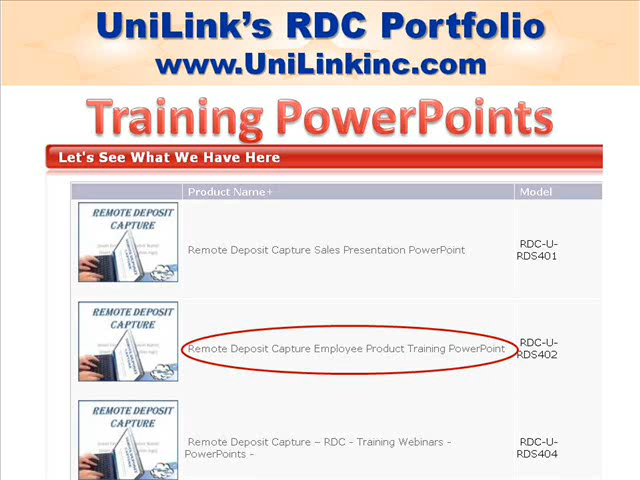 UniLink's RDC Portfolio
www.UniLinkinc.com
Training PowerPoints
Let's See What We Have Here
Product Name+ Model
REMOTE DEPOSIT
CAPTURE
Remote Deposit Capture Sales Presentation PowerPoint
RDC-U-
RDS401
REMOTE DEPOSIT
CAPTURE
Remote Deposit Capture Employee Product Training PowerPoint
RDC-U-
RDS402
REMOTE DEPOSIT
CAPTURE
Remote Deposit Capture – RDC - Training Webinars -
PowerPoints -
RDC-U-
RDS404